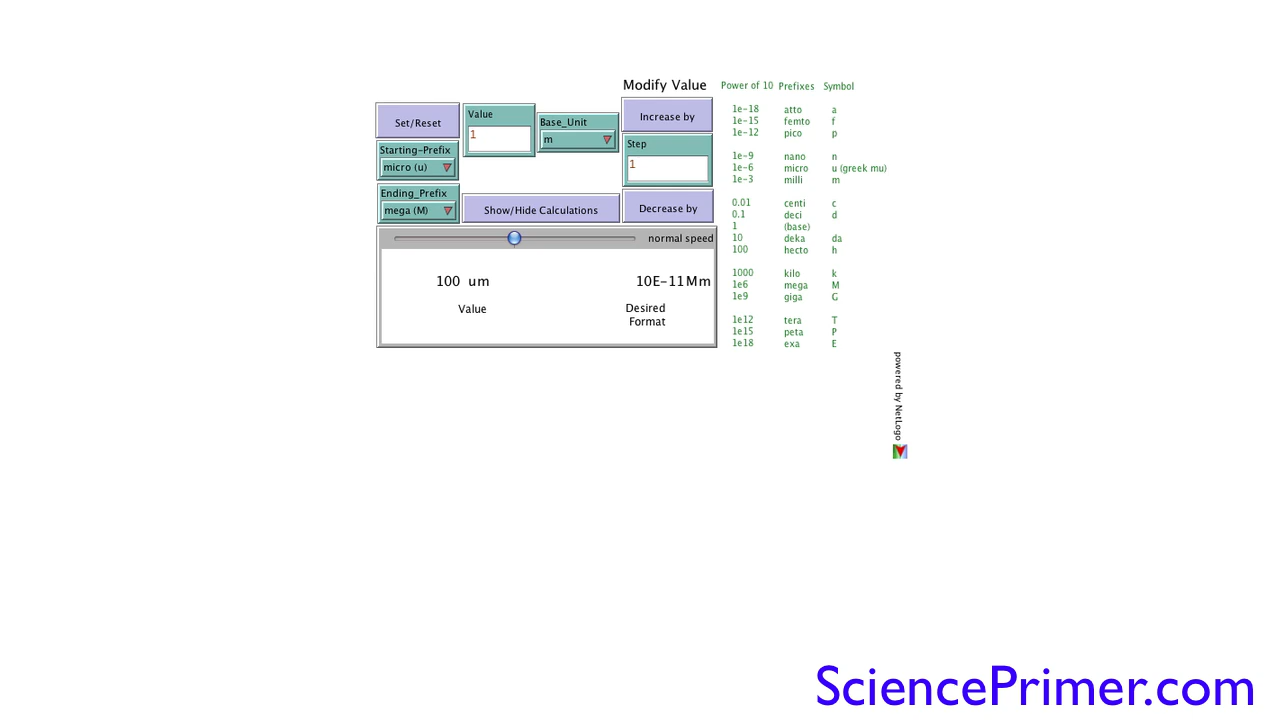 Modify Value
Set/Reset
Value
1
Base_Unit
m
Increase by
Starting-Prefix
micro (u)
Step
1
Ending_Prefix
mega (M)
Show/Hide Calculations
Decrease by
normal speed
100 um
10E-11Mm
Value
Desired
Format
Power of 10 Prefixes Symbol
1e-18 atto a
1e-15 femto f
1e-12 pico p
1e-9 nano n
1e-6 micro u (greek mu)
1e-3 milli m
0.01 centi c
0.1 deci d
1 (base)
10 deka da
100 hecto h
1000 kilo k
1e6 mega M
1e9 giga G
1e12 tera T
1e15 peta P
1e18 exa E
powered by NetLogo
SciencePrimer.com